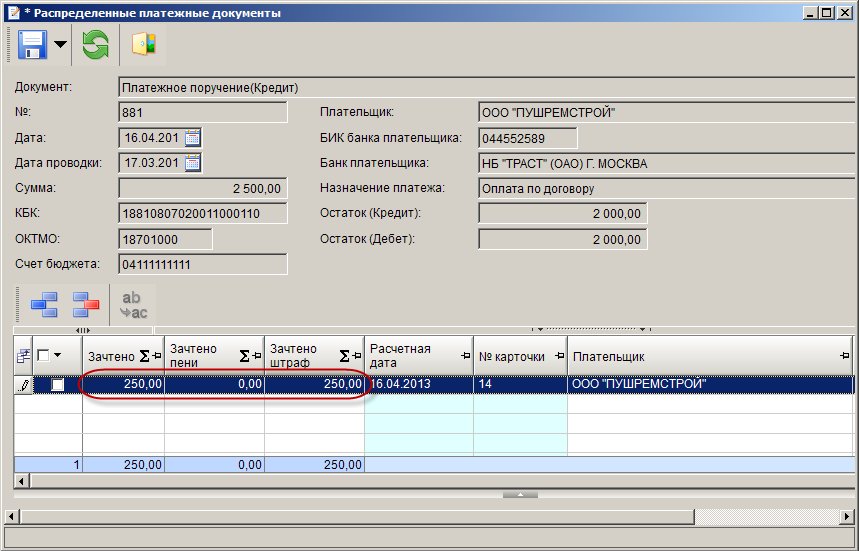 * Распределенные платежные документы
Документ: Платежное поручение(Кредит)
№: 881 Плательщик: ООО "ПУШРЕМСТРОЙ"
Дата: 16.04.201 БИК банка плательщика: 044552589
Дата проводки: 17.03.201 Банк плательщика: НБ "ТРАСТ" (ОАО) Г. МОСКВА
Сумма: 2 500,00 Назначение платежа: Оплата по договору
КБК: 18810807020011000110 Остаток (Кредит): 2 000,00
ОКТМО: 18701000 Остаток (Дебет): 2 000,00
Счет бюджета: 04111111111
ab
ac
Зачтено Σ Зачтено пени Σ Зачтено штраф Σ Расчетная дата № карточки Плательщик
250,00 0,00 250,00 16.04.2013 14 ООО "ПУШРЕМСТРОЙ"
1 250,00 0,00 250,00